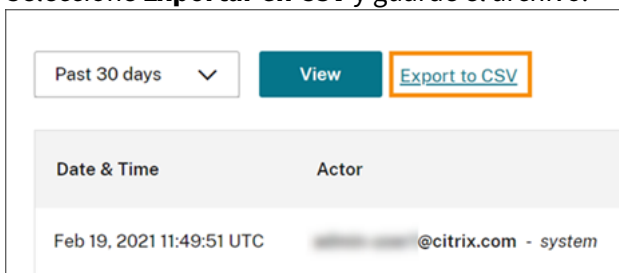 Seleccione Exportar en CSV y guarde el archivo.
Past 30 days View Export to CSV
Date & Time Actor
Feb 19, 2021 11:49:51 UTC @citrix.com - system